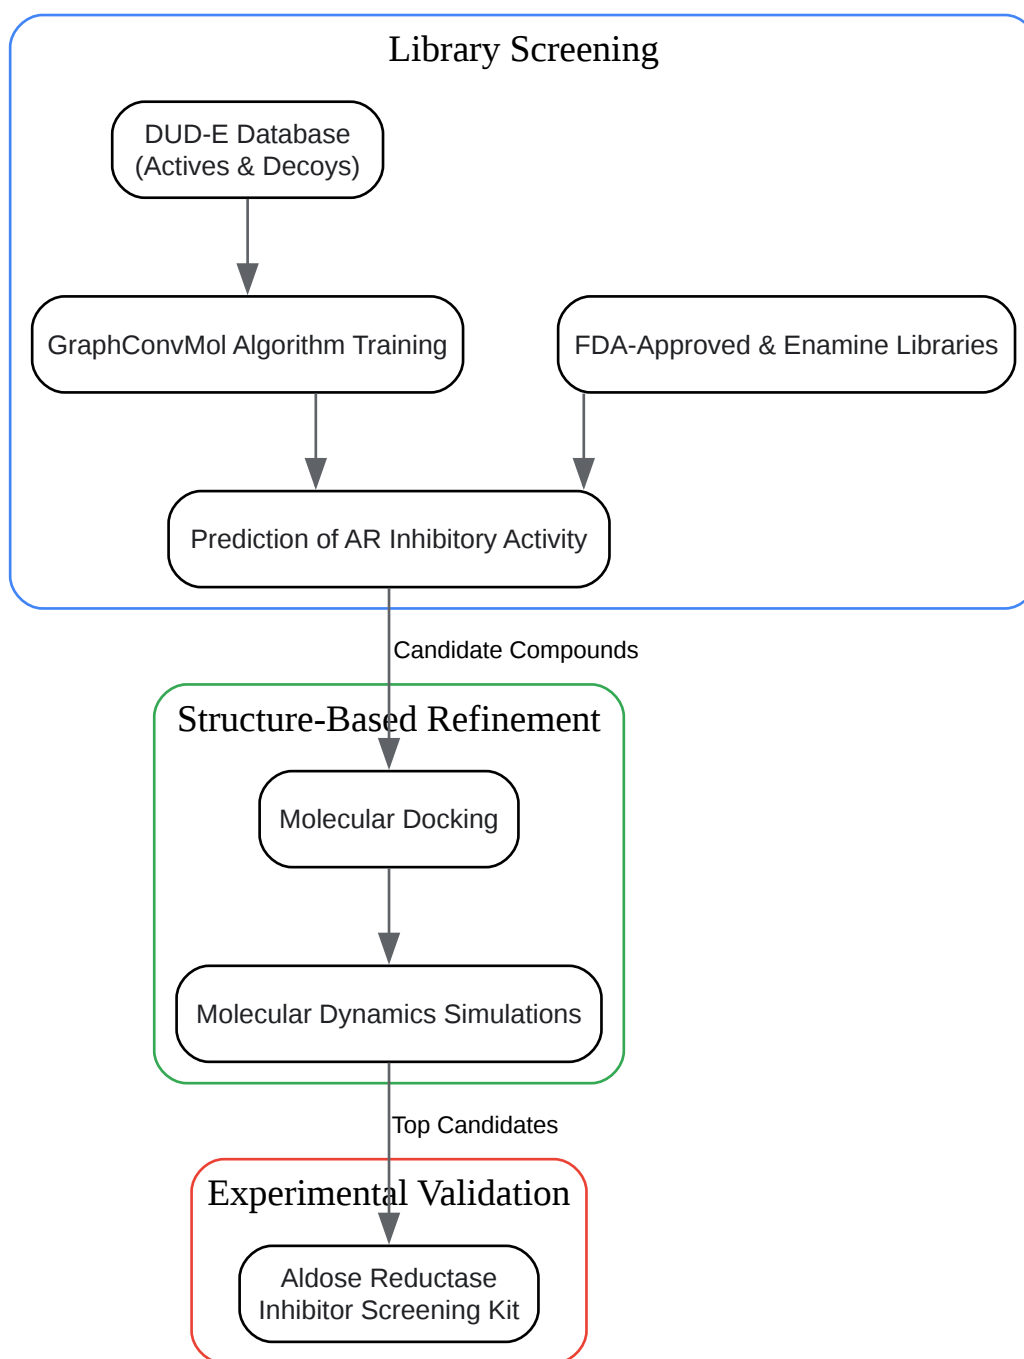 Library Screening
DUD-E Database
(Actives & Decoys)
GraphConvMol Algorithm Training
FDA-Approved & Enamine Libraries
Prediction of AR Inhibitory Activity
Candidate Compounds
Structure-Based Refinement
Molecular Docking
Molecular Dynamics Simulations
Top Candidates
Experimental Validation
Aldose Reductase
Inhibitor Screening Kit